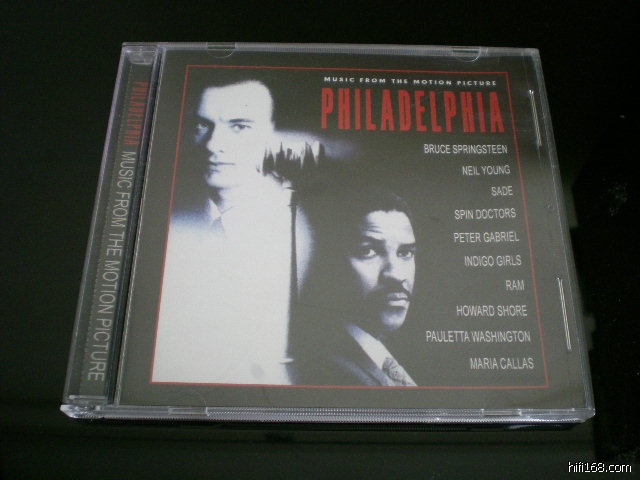 MUSIC FROM THE MOTION PICTURE
PHILADELPHIA
BRUCE SPRINGSTEEN
NEIL YOUNG
SADE
SPIN DOCTORS
PETER GABRIEL
INDIGO GIRLS
RAM
HOWARD SHORE
PAULETTA WASHINGTON
MARIA CALLAS
PHILADELPHIA MUSIC FROM THE MOTION PICTURE
hifi168.com